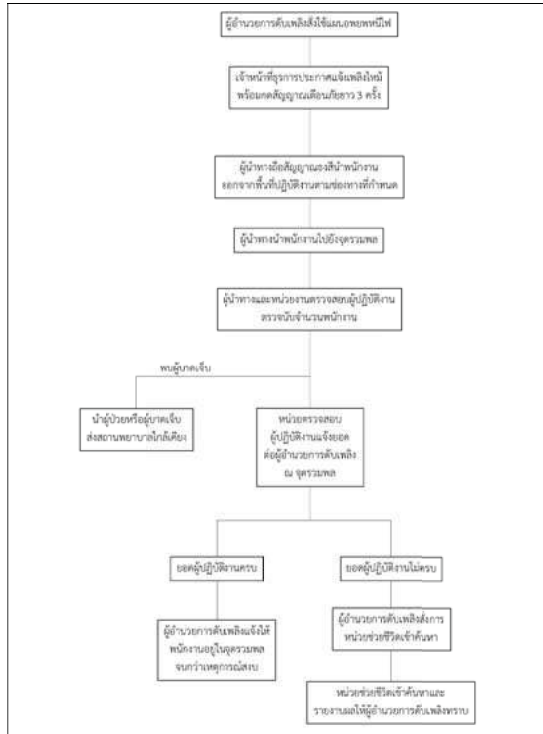 ผู้อำนวยการดับเพลิงสั่งใช้แผนอพยพหนีไฟ
เจ้าหน้าที่ธุรการประกาศแจ้งเพลิงไหม้
พร้อมกดสัญญาณเตือนภัยยาว 3 ครั้ง
ผู้นำทางถือสัญญาณธงสีนำพนักงาน
ออกจากพื้นที่ปฏิบัติงานตามช่องทางที่กำหนด
ผู้นำทางนำพนักงานไปยังจุดรวมพล
ผู้นำทางและหน่วยงานตรวจสอบผู้ปฏิบัติงาน
ตรวจนับจำนวนพนักงาน
พบผู้บาดเจ็บ
นำผู้ป่วยหรือผู้บาดเจ็บ
ส่งสถานพยาบาลใกล้เคียง
หน่วยตรวจสอบ
ผู้ปฏิบัติงานแจ้งยอด
ต่อผู้อำนวยการดับเพลิง
ณ จุดรวมพล
ยอดผู้ปฏิบัติงานครบ
ยอดผู้ปฏิบัติงานไม่ครบ
ผู้อำนวยการดับเพลิงแจ้งให้
พนักงานอยู่ในจุดรวมพล
จนกว่าเหตุการณ์สงบ
ผู้อำนวยการดับเพลิงสั่งการ
หน่วยช่วยชีวิตเข้าค้นหา
หน่วยช่วยชีวิตเข้าค้นหาและ
รายงานผลให้ผู้อำนวยการดับเพลิงทราบ